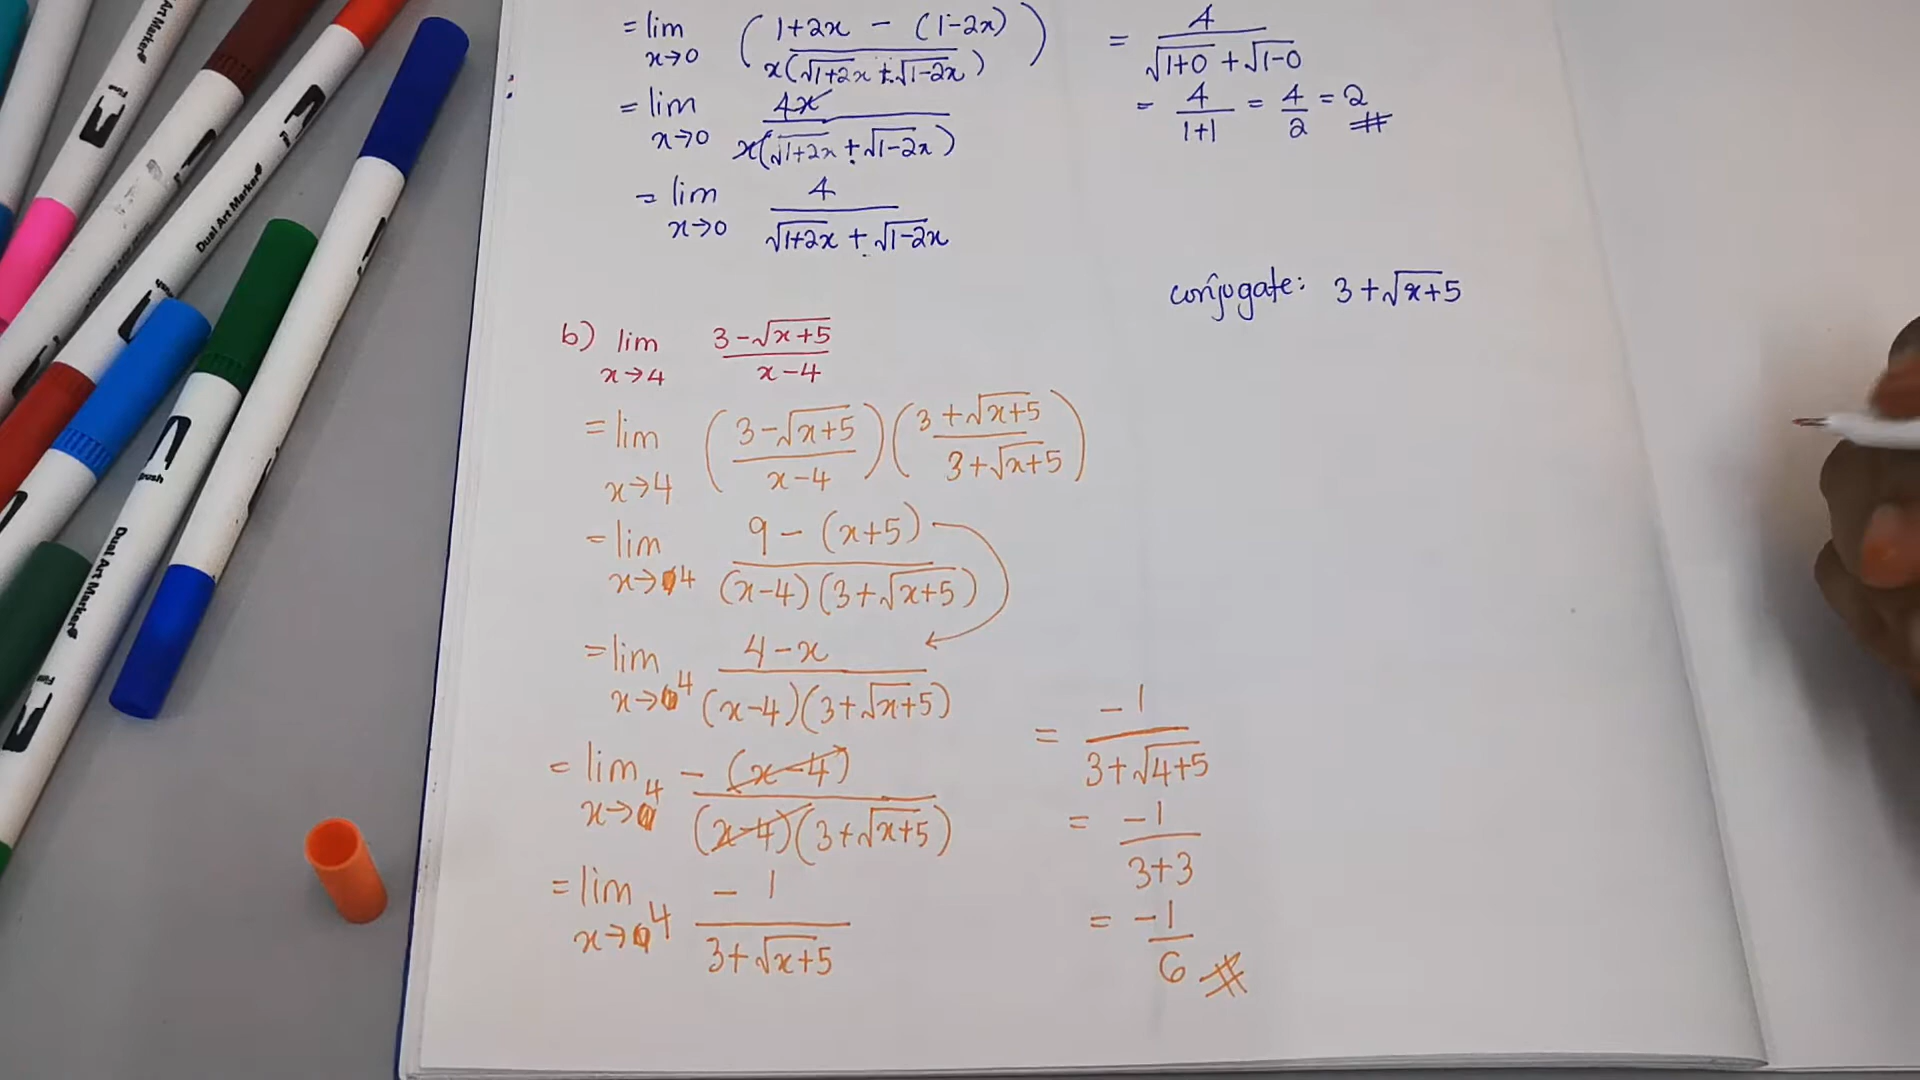 = lim x→0 ( 1+2x − (1−2x) / x(√1+2x + √1−2x) )
= lim x→0 4x / x(√1+2x + √1−2x)
= lim x→0 4 / √1+2x + √1−2x
= 4 / √1+0 + √1−0
= 4 / 1+1 = 4/2 = 2 #
conjugate: 3+√x+5
b) lim x→4 3−√x+5 / x−4
= lim x→4 ( 3−√x+5 / x−4 ) ( 3+√x+5 / 3+√x+5 )
= lim x→4 9 − (x+5) / (x−4)(3+√x+5)
= lim x→4 4−x / (x−4)(3+√x+5)
= lim x→4 −(x−4) / (x−4)(3+√x+5)
= lim x→4 −1 / 3+√x+5
= −1 / 3+√4+5
= −1 / 3+3
= −1 / 6 #
Art Marker
Fine
Dual Art Marker
Brush
Dual Art Marker
Fine